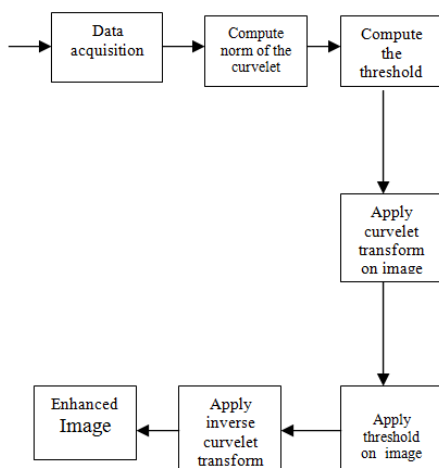 Data
acquisition
Compute
norm of the
curvelet
Compute
the
threshold
Apply
curvelet
transform
on image
Apply
threshold
on image
Apply
inverse
curvelet
transform
Enhanced
Image